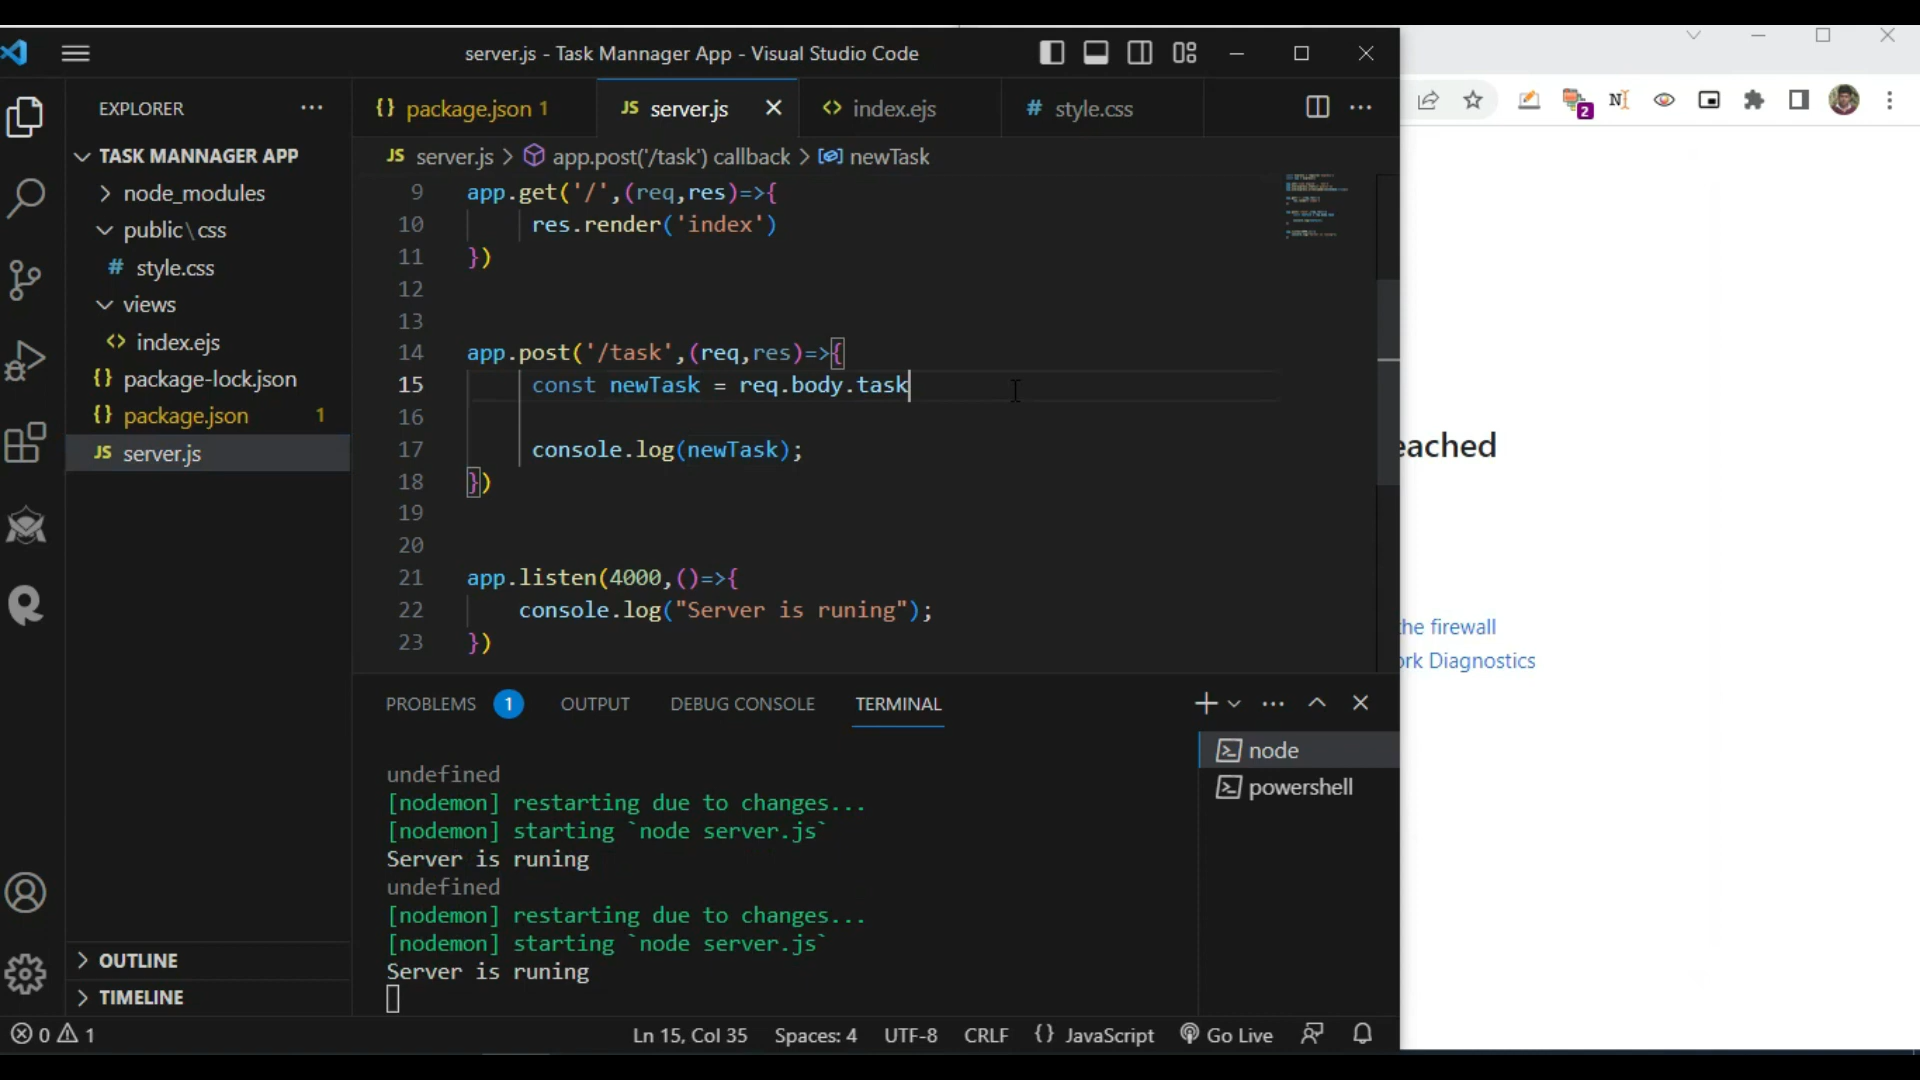 server.js - Task Mannager App - Visual Studio Code
EXPLORER
TASK MANNAGER APP
node_modules
public\css
# style.css
views
<> index.ejs
{} package-lock.json
{} package.json 1
JS server.js
OUTLINE
TIMELINE
{} package.json 1
JS server.js
<> index.ejs
# style.css
JS server.js > app.post('/task') callback > newTask
9 app.get('/',(req,res)=>{
10 res.render('index')
11 })
12
13
14 app.post('/task',(req,res)=>{
15 const newTask = req.body.task
16
17 console.log(newTask);
18 })
19
20
21 app.listen(4000,()=>{
22 console.log("Server is runing");
23 })
PROBLEMS 1 OUTPUT DEBUG CONSOLE TERMINAL
undefined
[nodemon] restarting due to changes...
[nodemon] starting `node server.js`
Server is runing
undefined
[nodemon] restarting due to changes...
[nodemon] starting `node server.js`
Server is runing
node
powershell
0 1
Ln 15, Col 35 Spaces: 4 UTF-8 CRLF {} JavaScript Go Live
2
eached
the firewall
ork Diagnostics